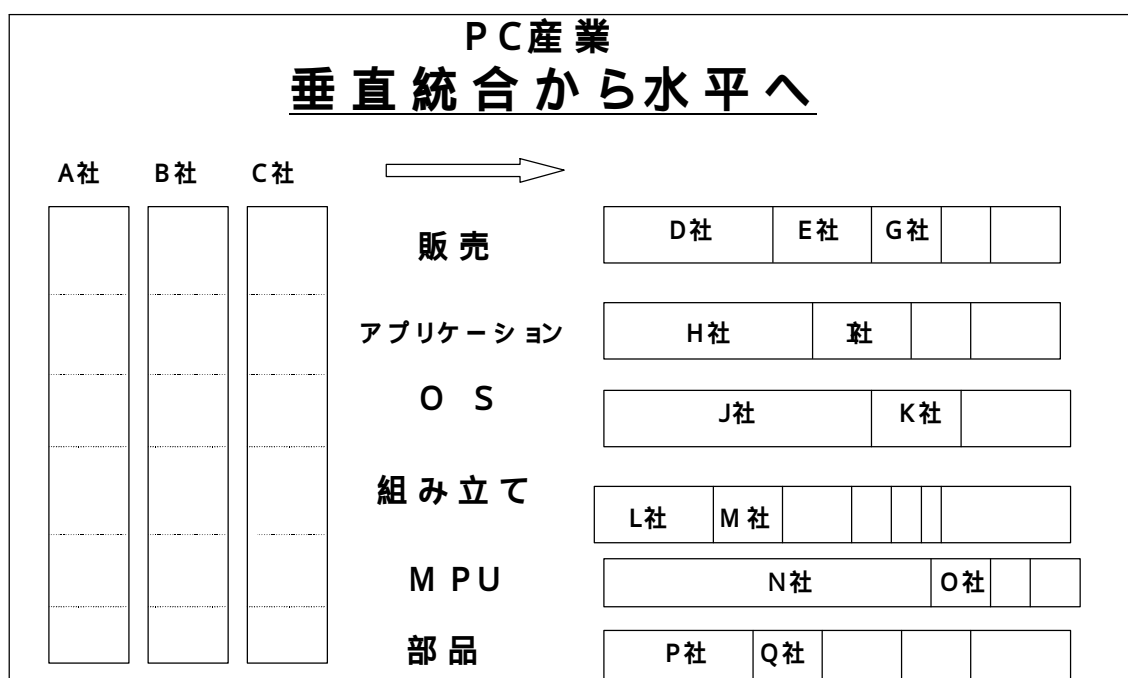 PC産業
垂直統合から水平へ
A社 B社 C社
販売 D社 E社 G社
アプリケーション H社 I社
OS J社 K社
組み立て L社 M社
MPU N社 O社
部品 P社 Q社